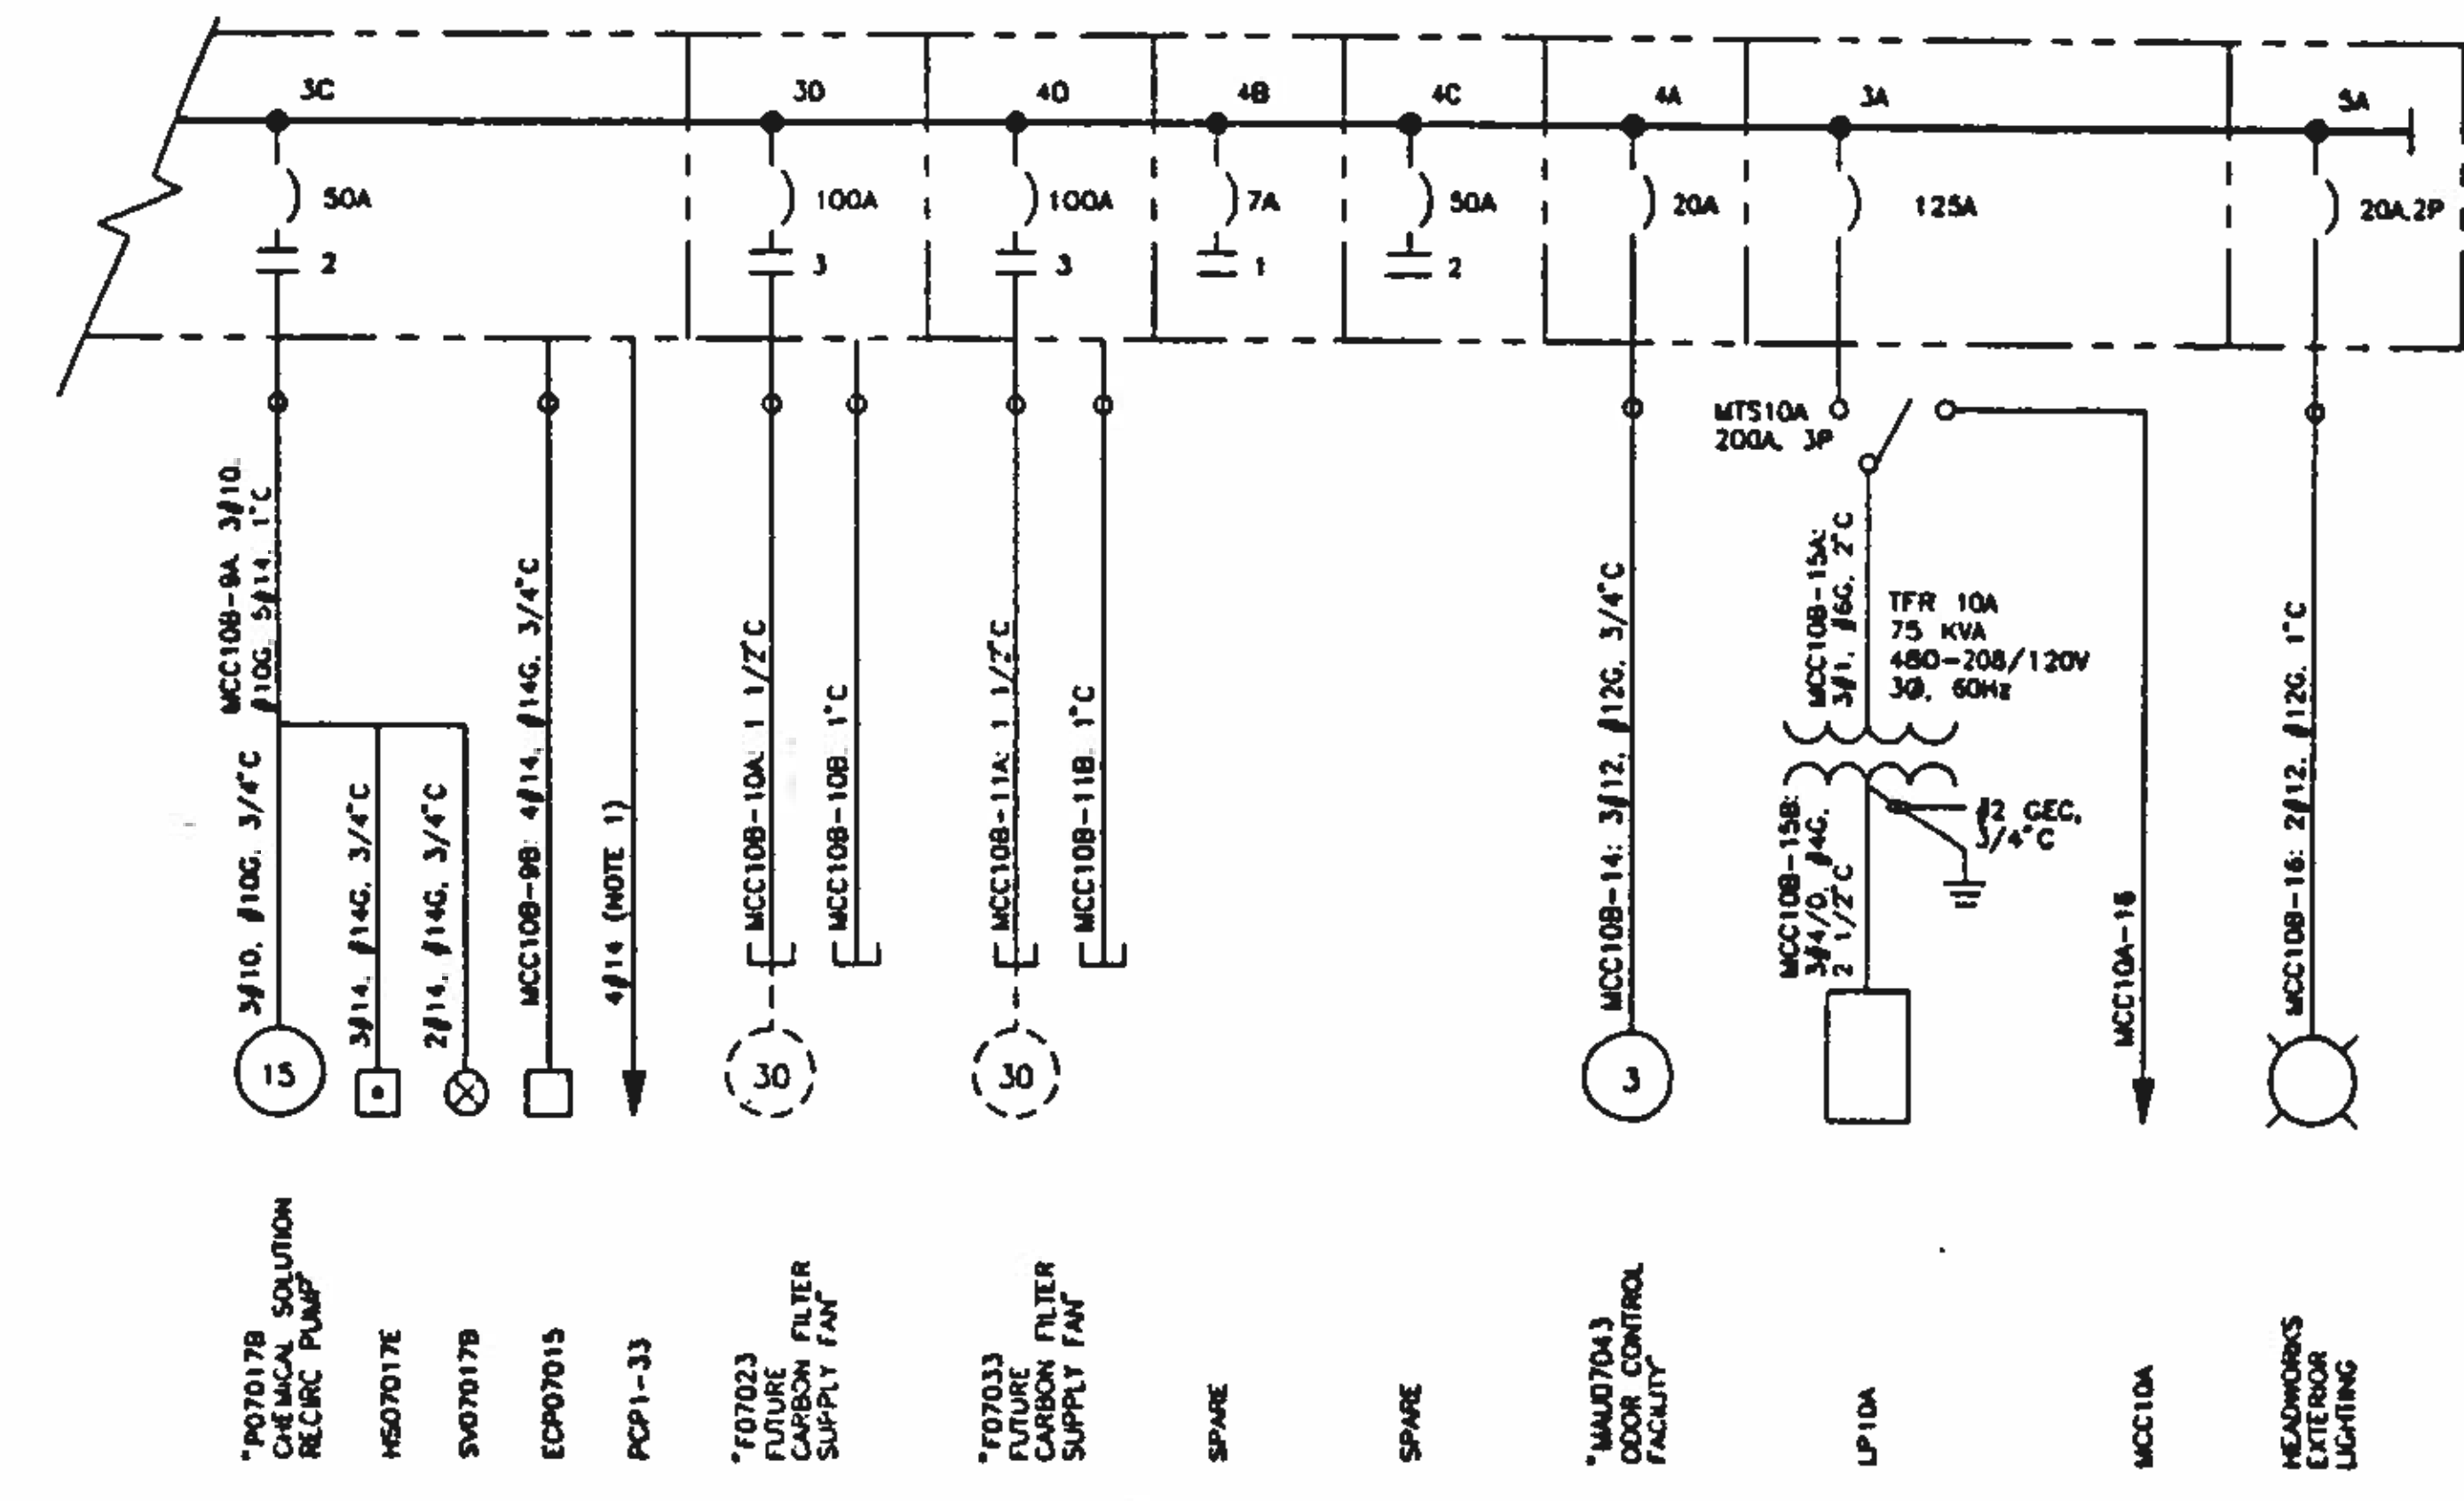 3C
3D
4D
4B
4C
4A
3A
5A
50A
100A
100A
7A
50A
20A
125A
20A,2P
2
3
3
1
2
MTS10A
200A, 3P
MCC10B-9A, 3#10,
#10G, 5#14, 1"C
3#10, #10G, 3/4"C
3#14, #14G, 3/4"C
2#14, #14G, 3/4"C
MCC10B-9B: 4#14, #14G, 3/4"C
4#14 (NOTE 1)
MCC10B-10A: 1 1/2"C
MCC10B-10B: 1"C
MCC10B-11A: 1 1/2"C
MCC10B-11B: 1"C
MCC10B-14: 3#12, #12G, 3/4"C
MCC10B-15A:
3#1, #6G, 2"C
TFR 10A
75 KVA
480-208/120V
3Ø, 60Hz
#2 GEC,
3/4"C
MCC10B-15B:
3#4/0, #4G,
2 1/2"C
MCC10A-15
MCC10B-16: 2#12, #12G, 1"C
15
30
30
3
*P07017B
CHEMICAL SOLUTION
RECIRC PUMP*
HS07017E
SV07017B
ECP07015
PCP1-33
*F07023
FUTURE
CARBON FILTER
SUPPLY FAN*
*F07033
FUTURE
CARBON FILTER
SUPPLY FAN*
SPARE
SPARE
*MAU07043
ODOR CONTROL
FACILITY*
LP10A
MCC10A
HEADWORKS
EXTERIOR
LIGHTING